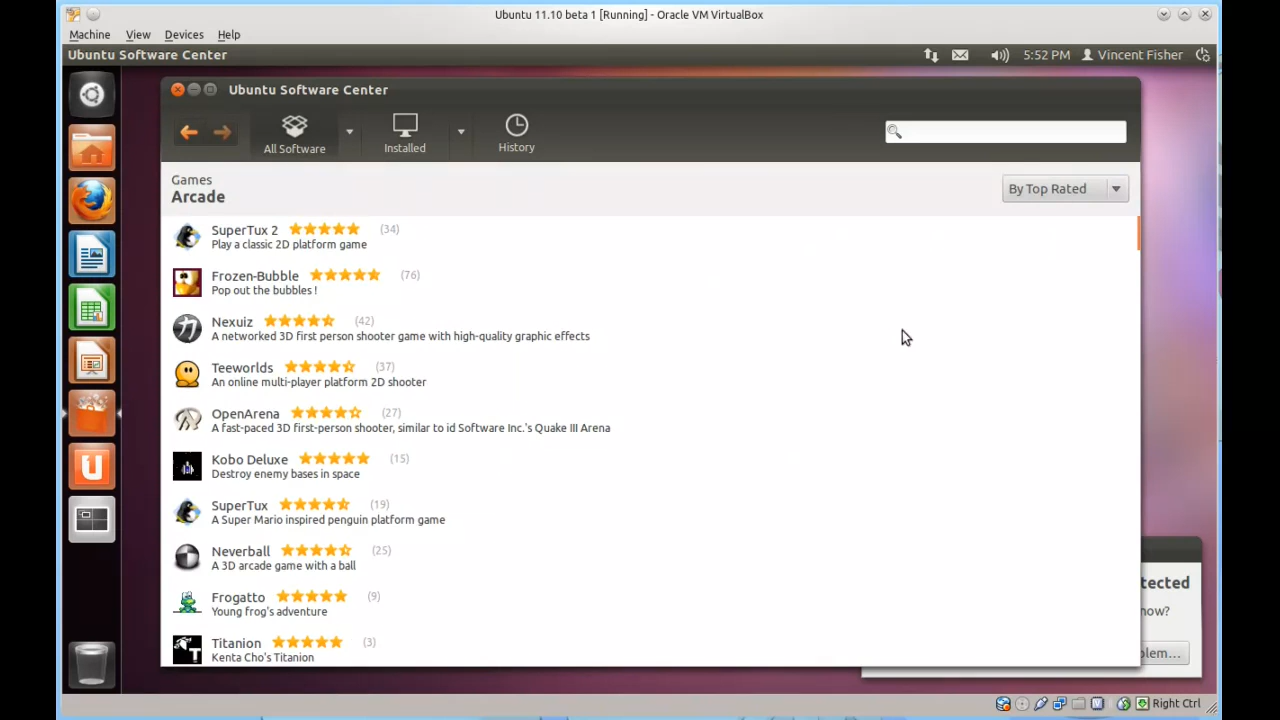 Ubuntu 11.10 beta 1 [Running] - Oracle VM VirtualBox
Machine View Devices Help
Ubuntu Software Center 5:52 PM Vincent Fisher
Ubuntu Software Center
All Software Installed History
Games
Arcade
By Top Rated
SuperTux 2 (34)
Play a classic 2D platform game
Frozen-Bubble (76)
Pop out the bubbles !
Nexuiz (42)
A networked 3D first person shooter game with high-quality graphic effects
Teeworlds (37)
An online multi-player platform 2D shooter
OpenArena (27)
A fast-paced 3D first-person shooter, similar to id Software Inc.'s Quake III Arena
Kobo Deluxe (15)
Destroy enemy bases in space
SuperTux (19)
A Super Mario inspired penguin platform game
Neverball (25)
A 3D arcade game with a ball
tected
Frogatto (9)
Young frog's adventure
now?
Titanion (3)
Kenta Cho's Titanion
blem...
Right Ctrl